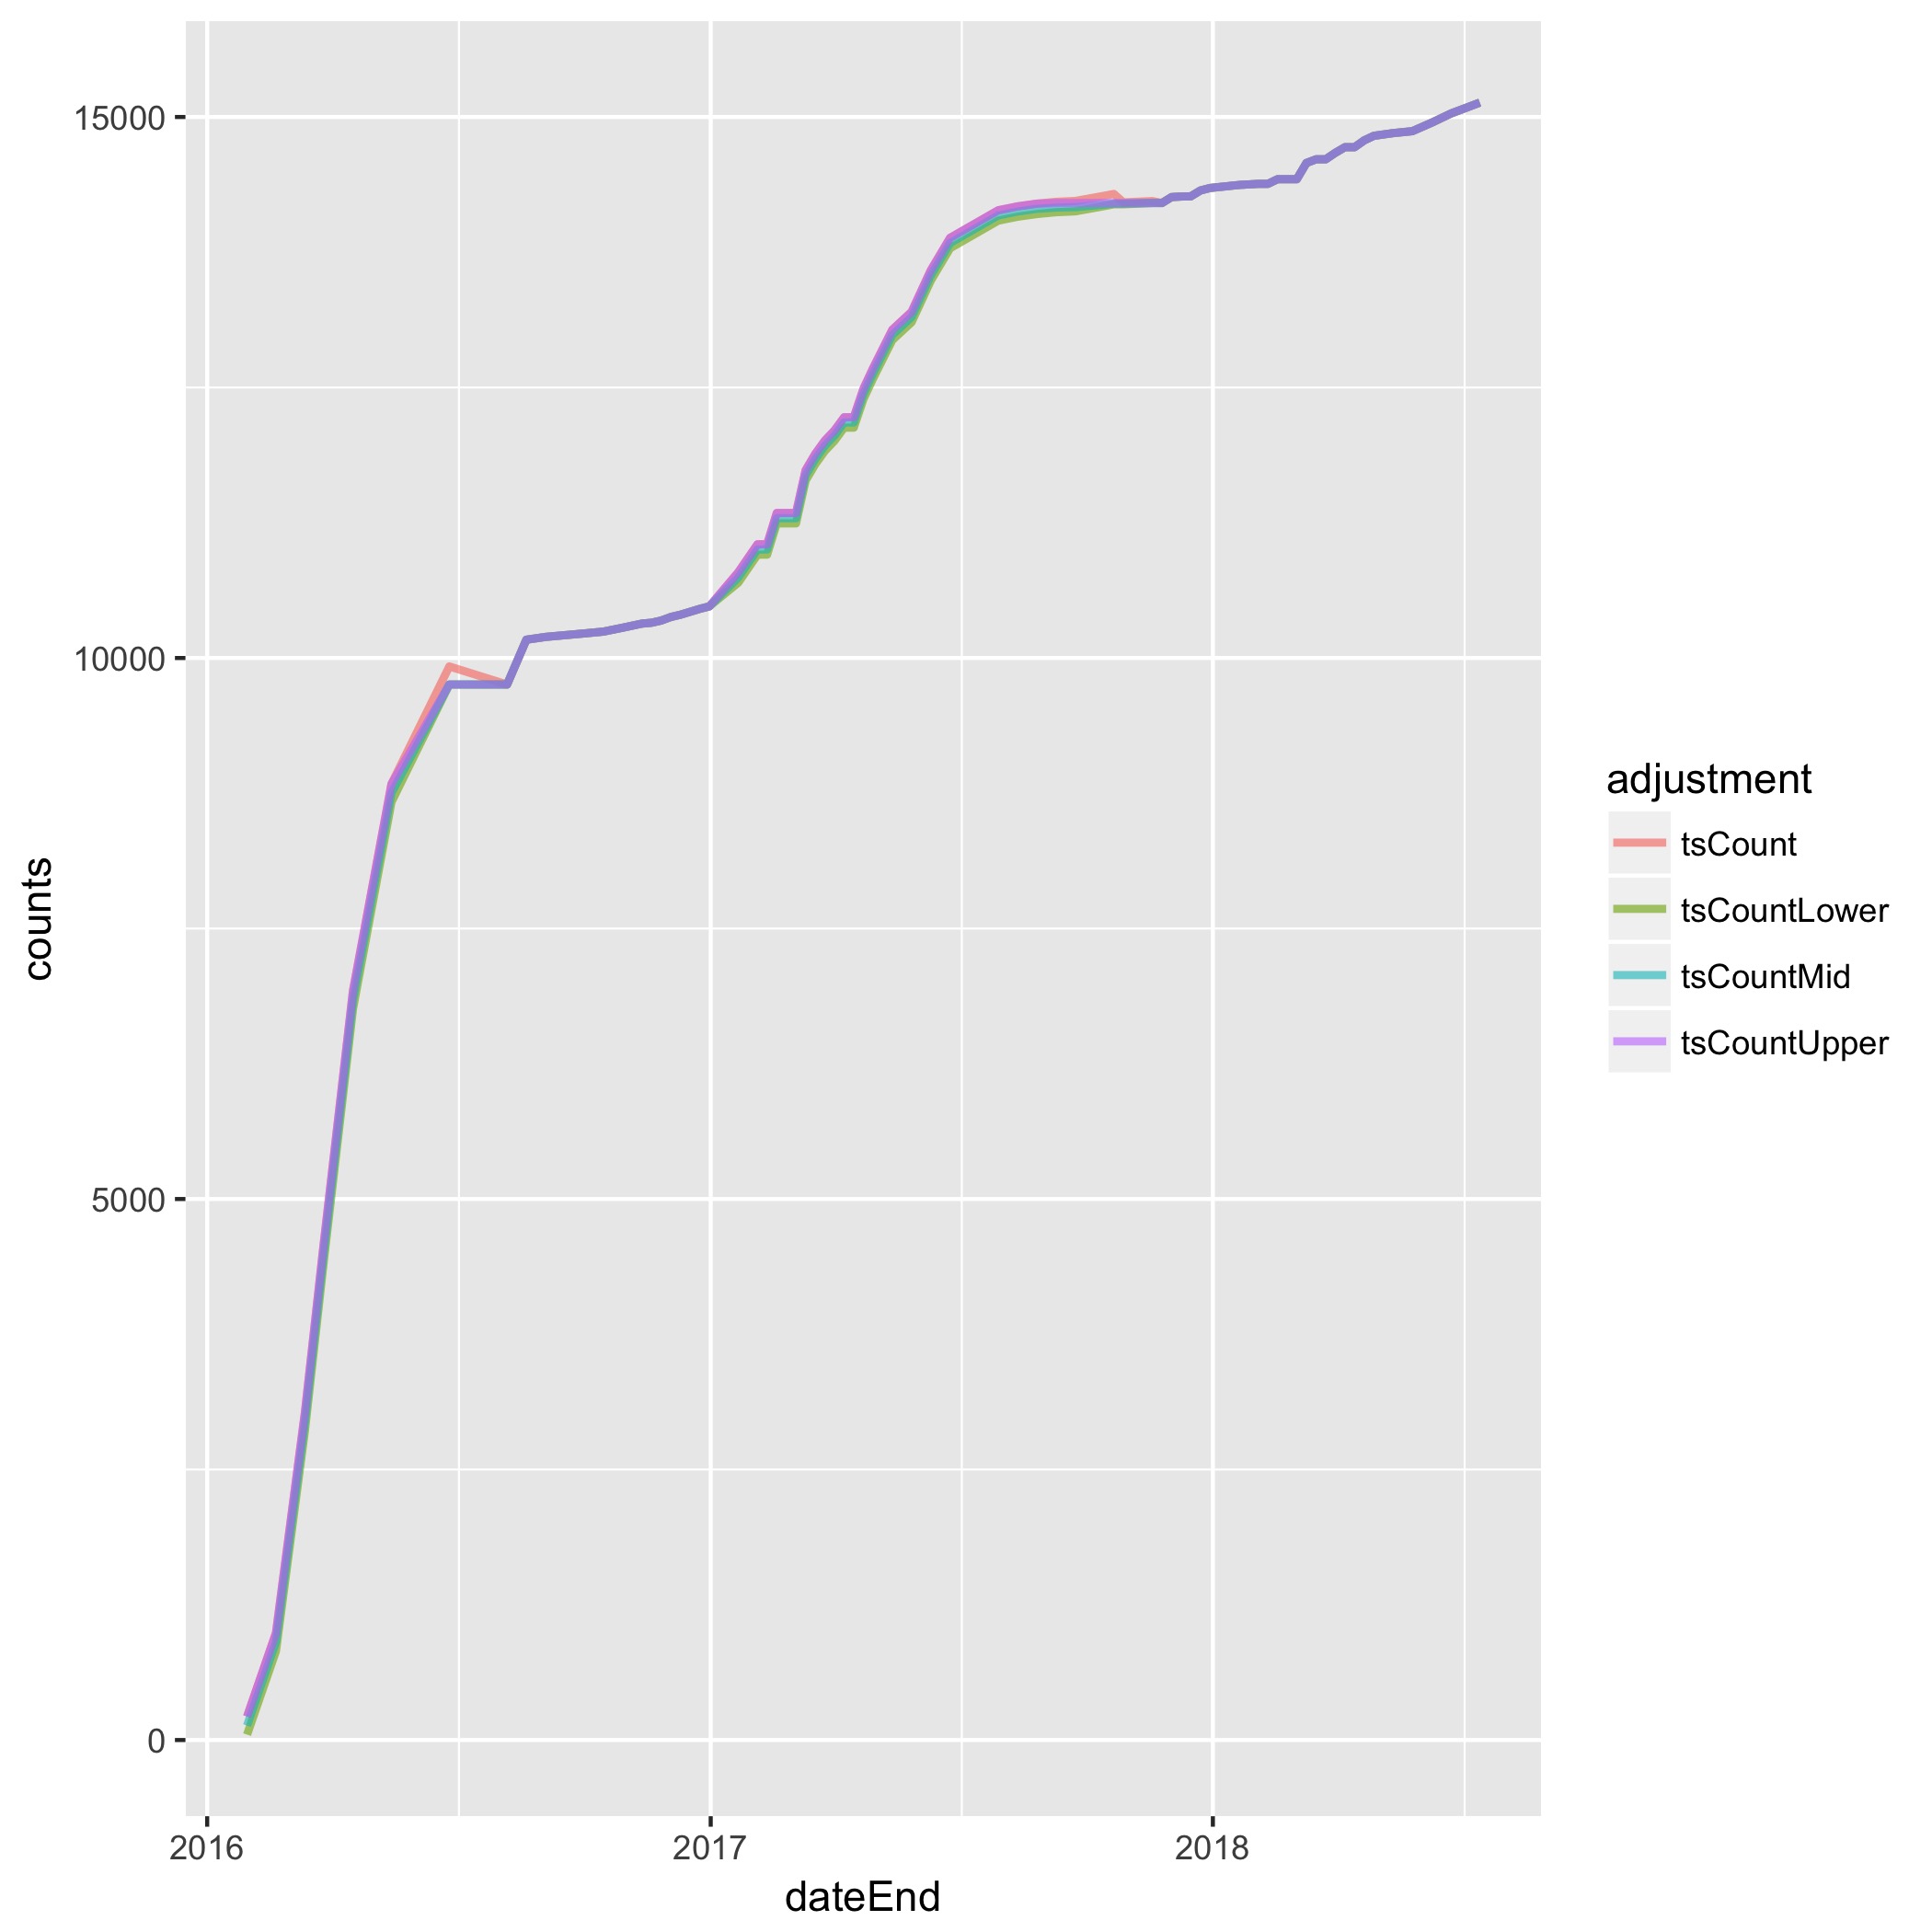 counts
15000
10000
5000
0
2016
2017
2018
dateEnd
adjustment
tsCount
tsCountLower
tsCountMid
tsCountUpper